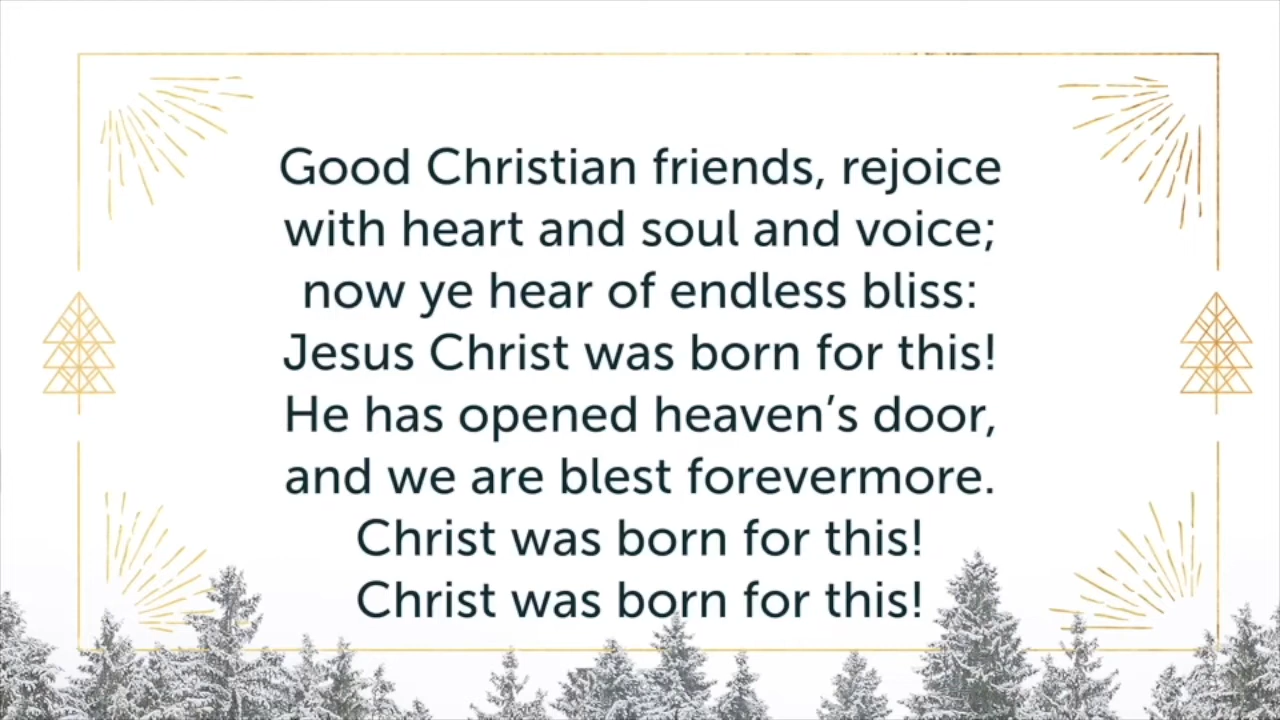 Good Christian friends, rejoice
with heart and soul and voice;
now ye hear of endless bliss:
Jesus Christ was born for this!
He has opened heaven’s door,
and we are blest forevermore.
Christ was born for this!
Christ was born for this!